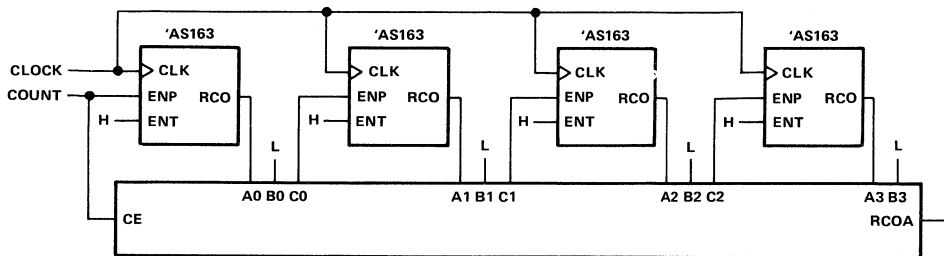 'AS163 'AS163 'AS163 'AS163
CLOCK CLK CLK CLK CLK
COUNT ENP RCO ENP RCO ENP RCO ENP RCO
H ENT H ENT H ENT H ENT
L L L L
A0 B0 C0 A1 B1 C1 A2 B2 C2 A3 B3
CE RCOA